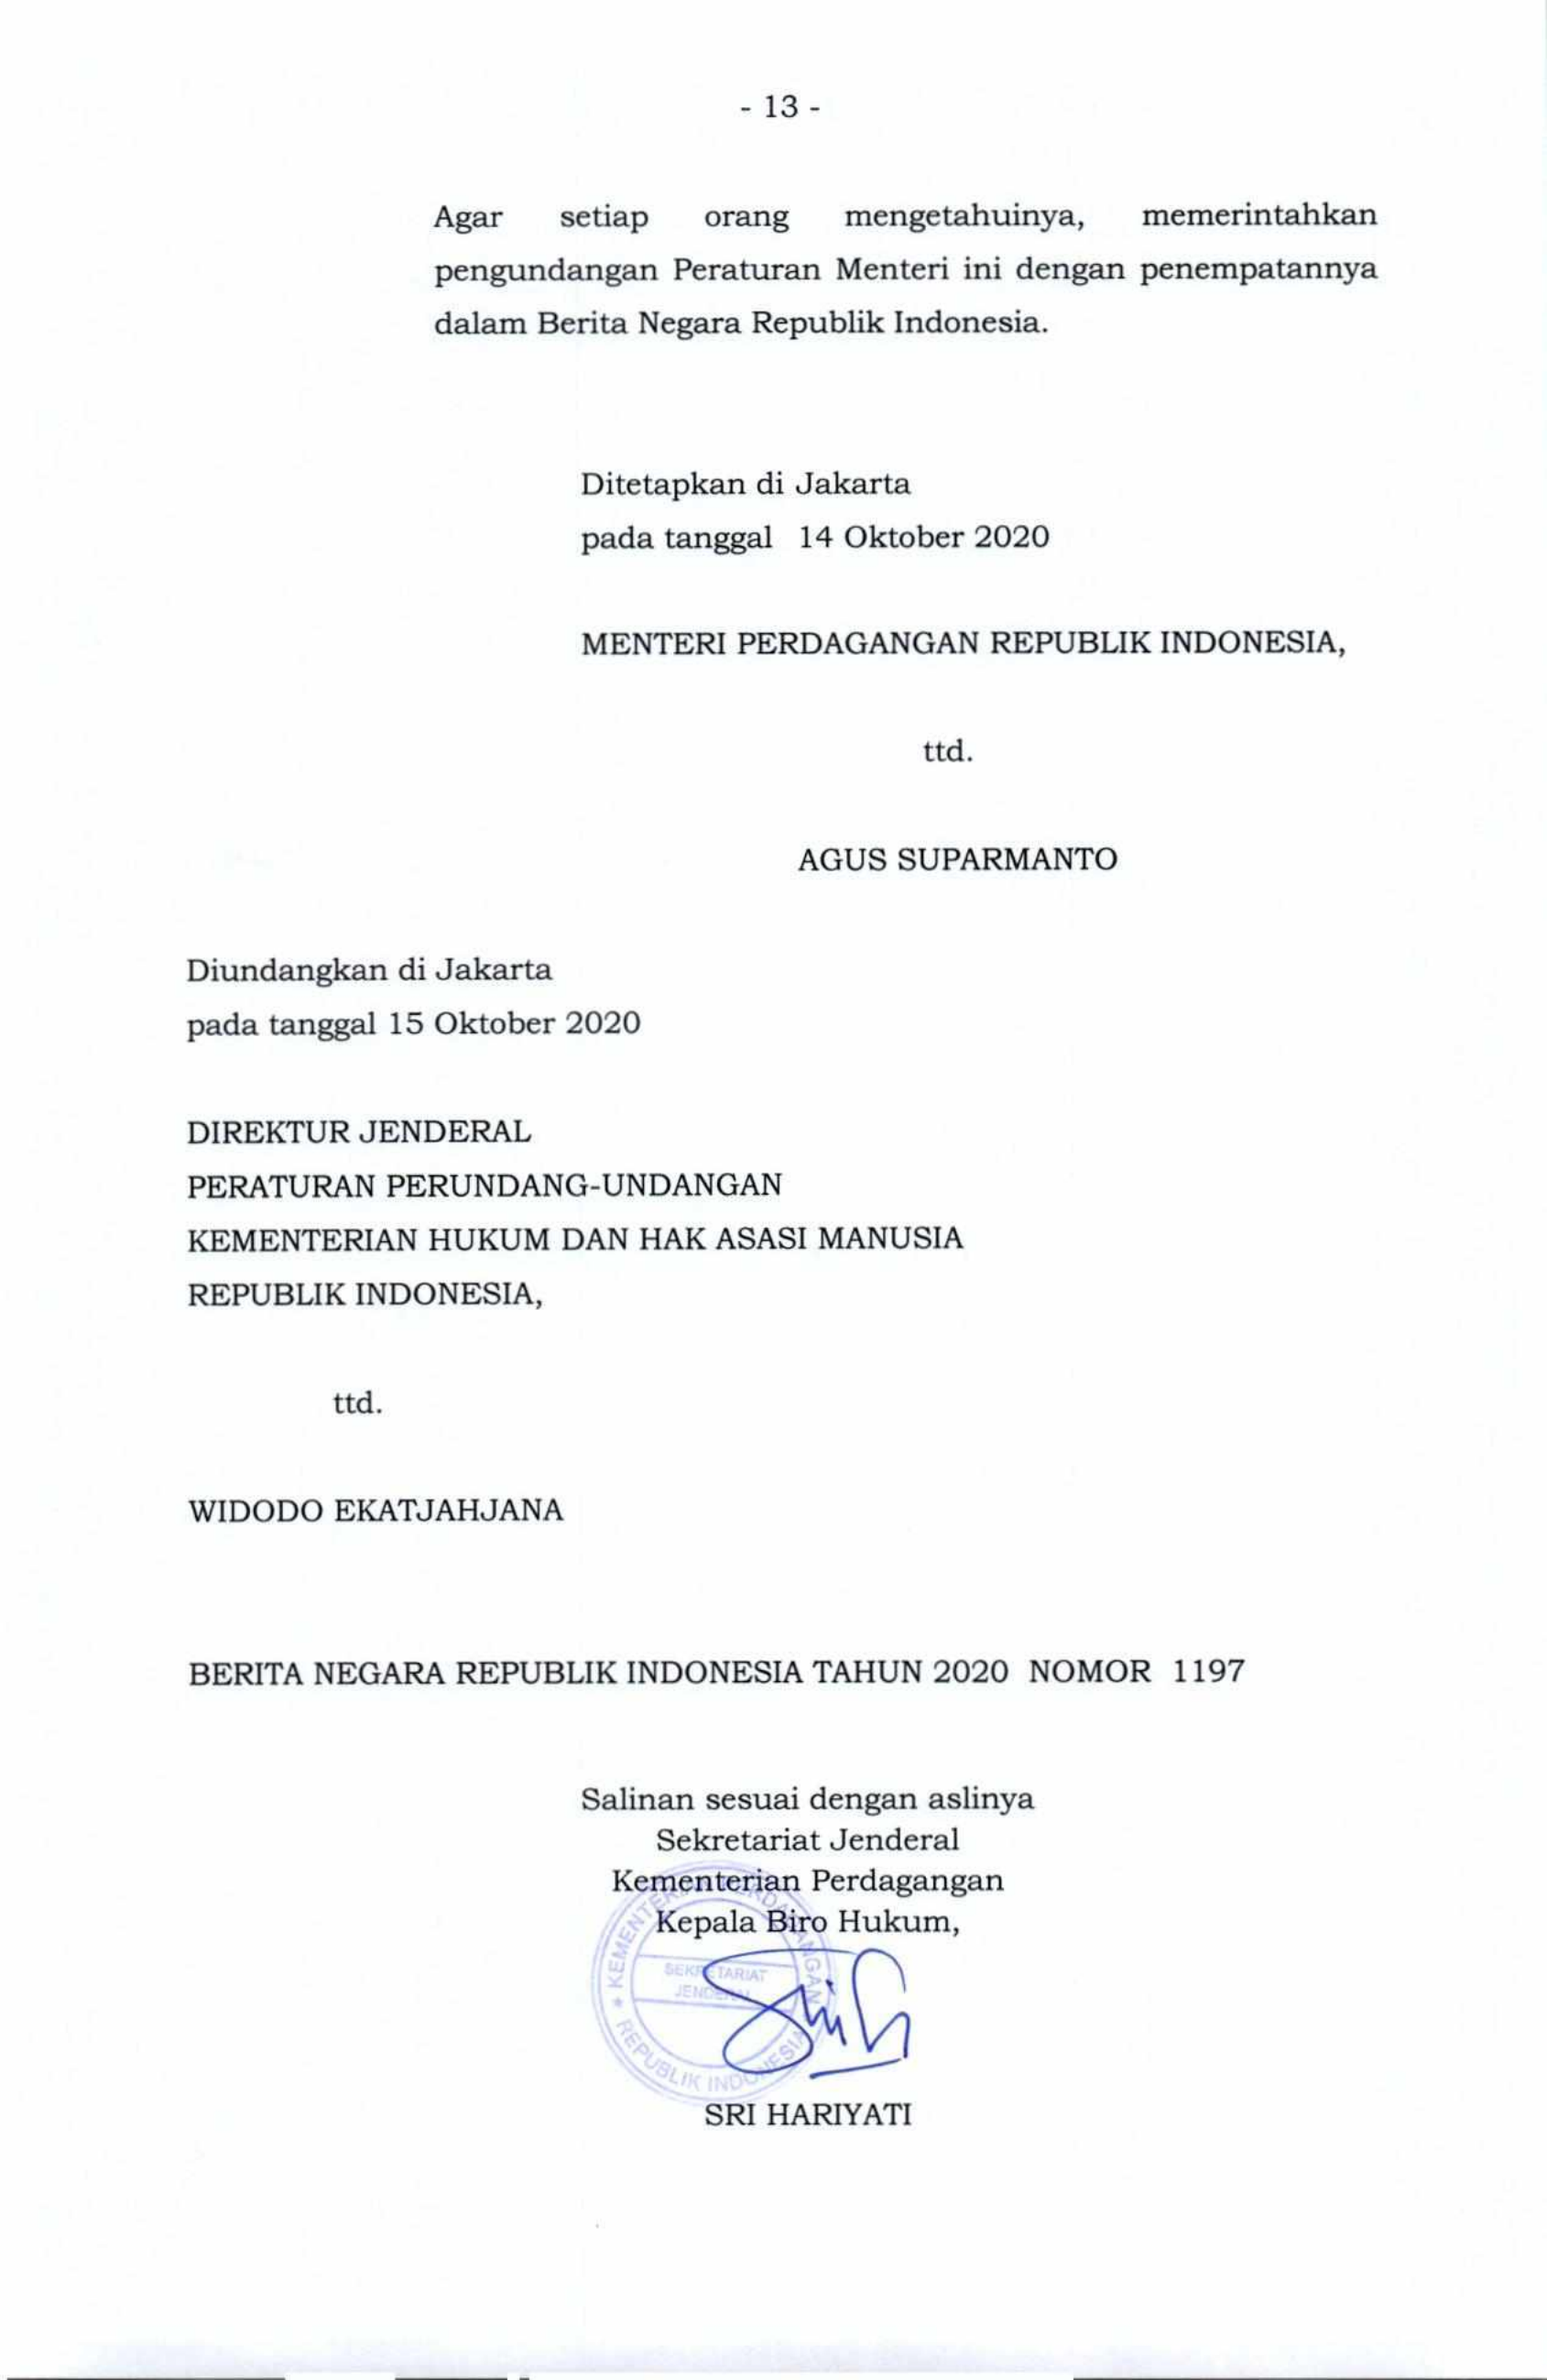 - 13 -
Agar setiap orang mengetahuinya, memerintahkan
pengundangan Peraturan Menteri ini dengan penempatannya
dalam Berita Negara Republik Indonesia.
Ditetapkan di Jakarta
pada tanggal 14 Oktober 2020
MENTERI PERDAGANGAN REPUBLIK INDONESIA,
ttd.
AGUS SUPARMANTO
Diundangkan di Jakarta
pada tanggal 15 Oktober 2020
DIREKTUR JENDERAL
PERATURAN PERUNDANG-UNDANGAN
KEMENTERIAN HUKUM DAN HAK ASASI MANUSIA
REPUBLIK INDONESIA,
ttd.
WIDODO EKATJAHJANA
BERITA NEGARA REPUBLIK INDONESIA TAHUN 2020 NOMOR 1197
Salinan sesuai dengan aslinya
Sekretariat Jenderal
Kementerian Perdagangan
Kepala Biro Hukum,
KEMENTERIAN PERDAGANGAN
SEKRETARIAT
JENDERAL
REPUBLIK INDONESIA
SRI HARIYATI